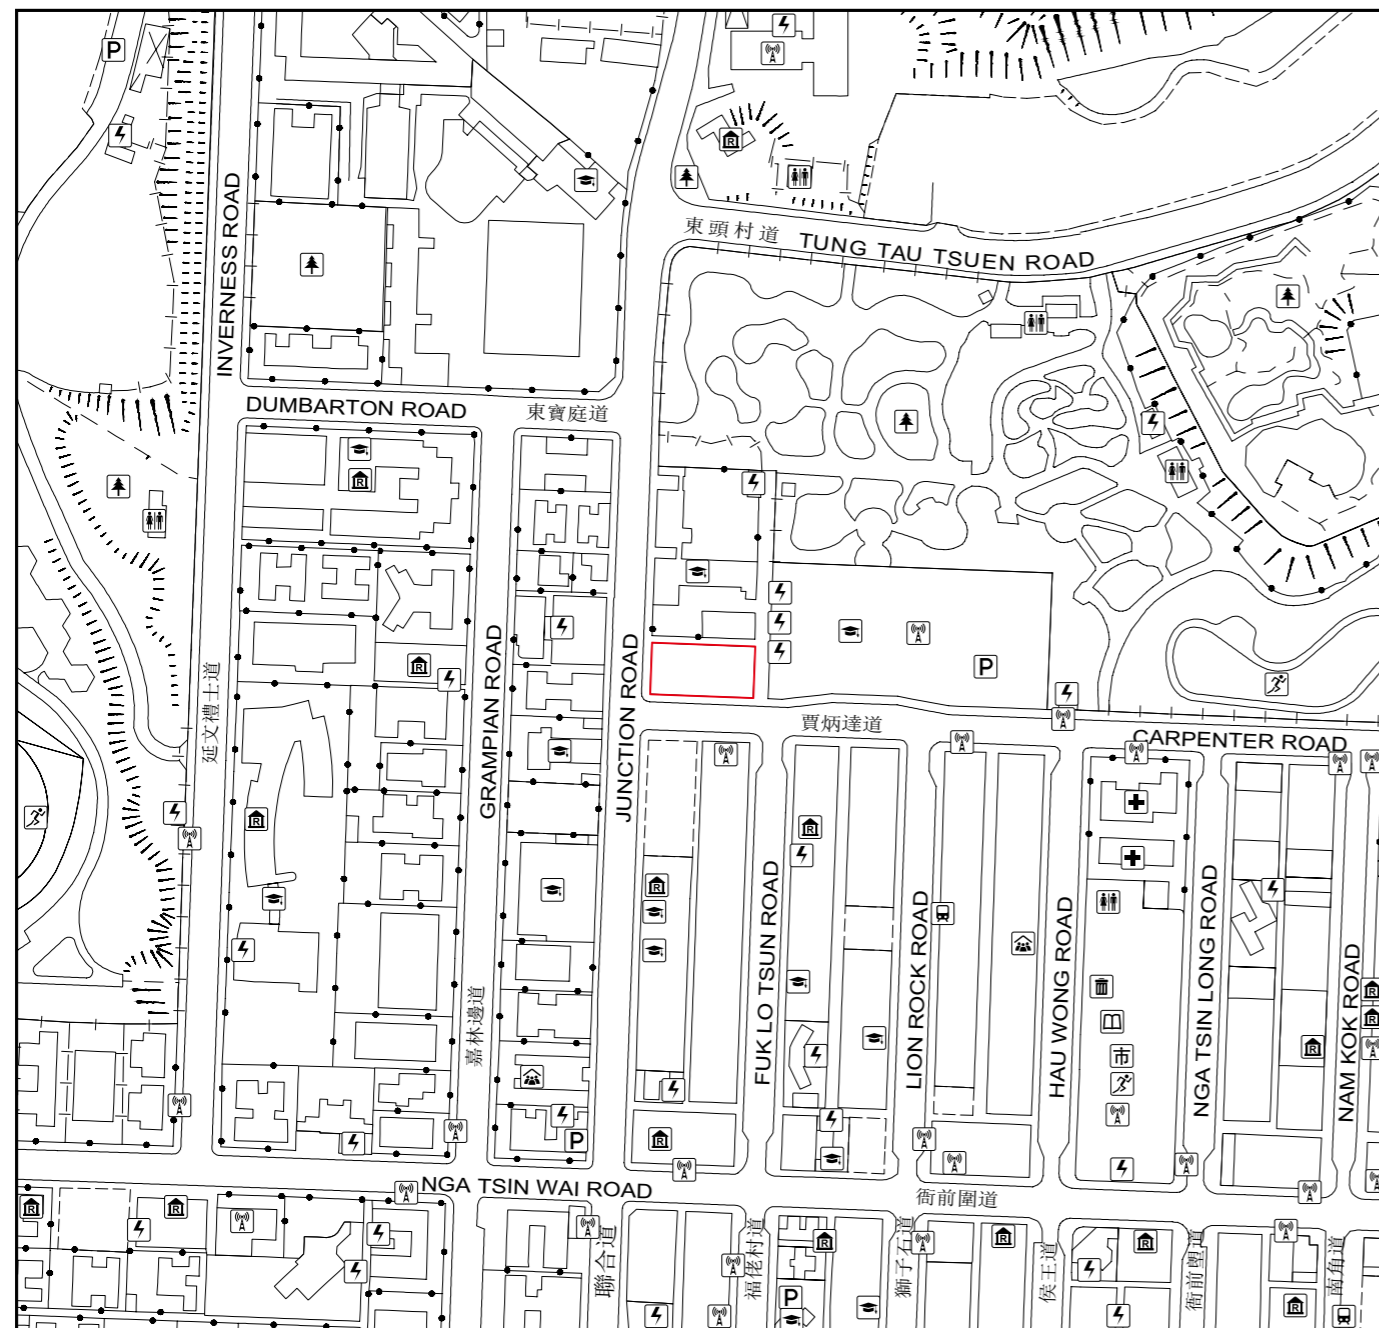 P
INVERNESS ROAD
東頭村道 TUNG TAU TSUEN ROAD
DUMBARTON ROAD 東寶庭道
延文禮士道
GRAMPIAN ROAD
JUNCTION ROAD
P
賈炳達道
CARPENTER ROAD
FUK LO TSUN ROAD
LION ROCK ROAD
HAU WONG ROAD
NGA TSIN LONG ROAD
NAM KOK ROAD
嘉林邊道
市
P
NGA TSIN WAI ROAD
衙前圍道
聯合道
福佬村道
獅子石道
侯王道
衙前塱道
南角道
P